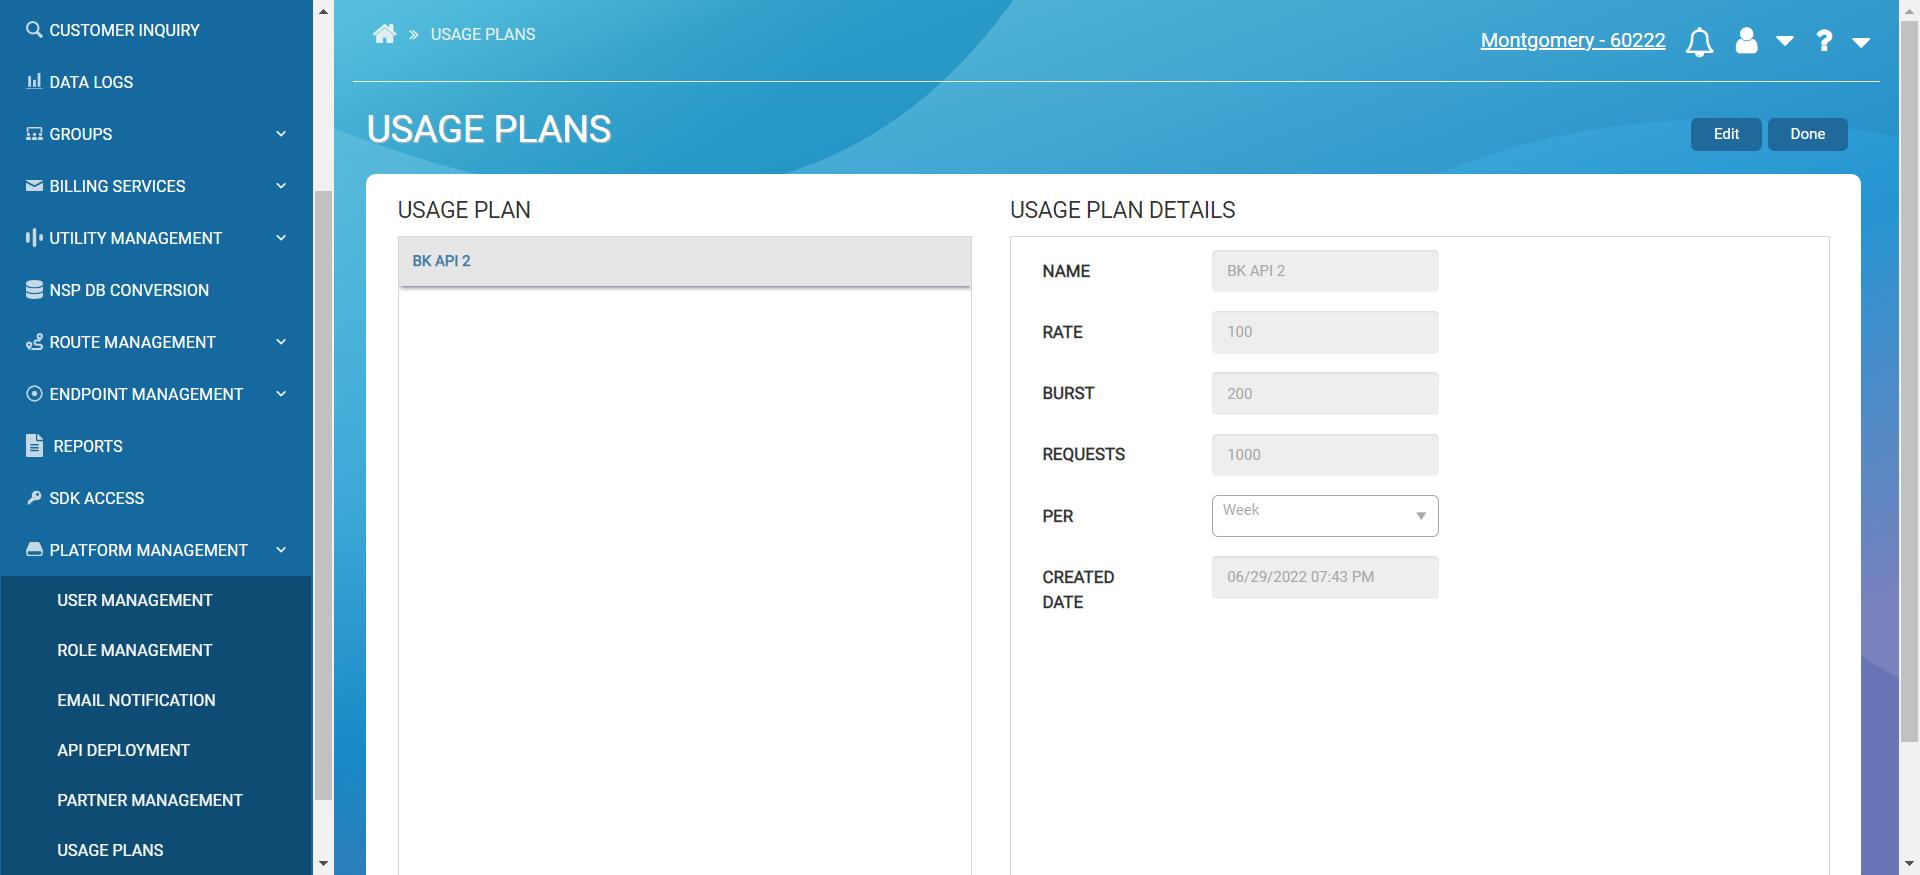 CUSTOMER INQUIRY
DATA LOGS
GROUPS
BILLING SERVICES
UTILITY MANAGEMENT
NSP DB CONVERSION
ROUTE MANAGEMENT
ENDPOINT MANAGEMENT
REPORTS
SDK ACCESS
PLATFORM MANAGEMENT
USER MANAGEMENT
ROLE MANAGEMENT
EMAIL NOTIFICATION
API DEPLOYMENT
PARTNER MANAGEMENT
USAGE PLANS
» USAGE PLANS
Montgomery - 60222
?
USAGE PLANS
Edit
Done
USAGE PLAN
BK API 2
USAGE PLAN DETAILS
NAME BK API 2
RATE 100
BURST 200
REQUESTS 1000
PER Week
CREATED 06/29/2022 07:43 PM
DATE